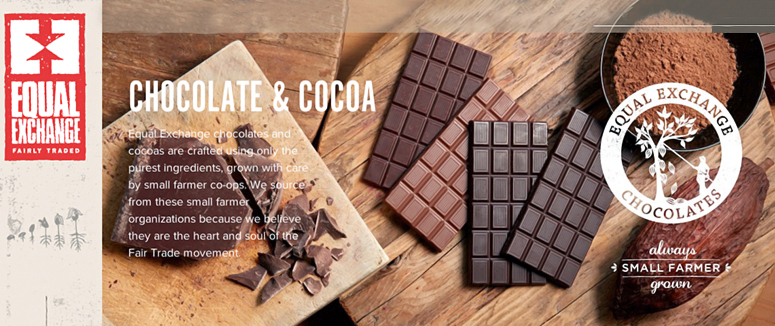 EQUAL
EXCHANGE
FAIRLY TRADED
CHOCOLATE & COCOA
Equal Exchange chocolates and
cocoas are crafted using only the
purest ingredients, grown with care
by small farmer co-ops. We source
from these small farmer
organizations because we believe
they are the heart and soul of the
Fair Trade movement.
EQUAL EXCHANGE
CHOCOLATES
always
SMALL FARMER
grown